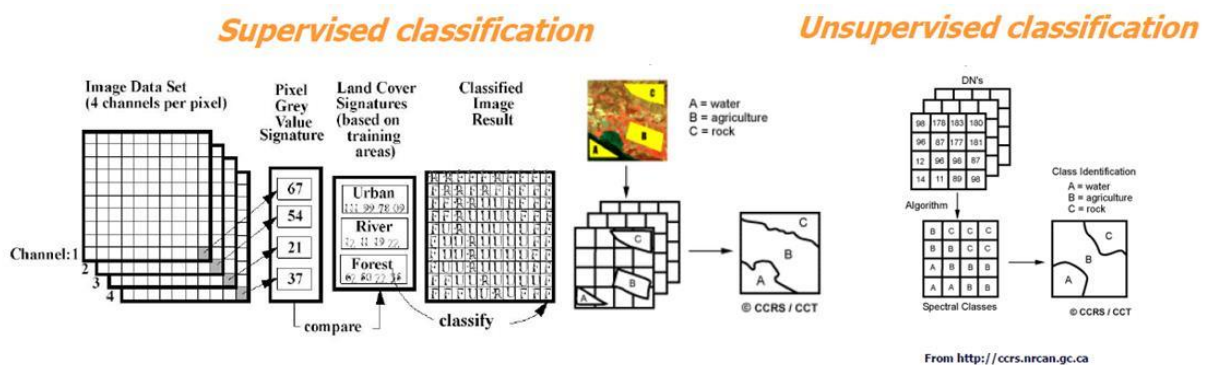 Supervised classification
Unsupervised classification
Image Data Set
(4 channels per pixel)
Pixel
Grey
Value
Signature
Land Cover
Signatures
(based on
training
areas)
Classified
Image
Result
67
54
21
37
Channel:1
2
3
4
Urban
River
Forest
compare
classify
A = water
B = agriculture
C = rock
C
B
A
C
B
A
C
B
A
© CCRS / CCT
DN's
98 178 183 180
96 87 177 181
12 96 98 87
14 11 89 98
Algorithm
B C C C
B B C C
A B B B
A A B B
Spectral Classes
Class Identification
A = water
B = agriculture
C = rock
C
B
A
© CCRS / CCT
From http://ccrs.nrcan.gc.ca